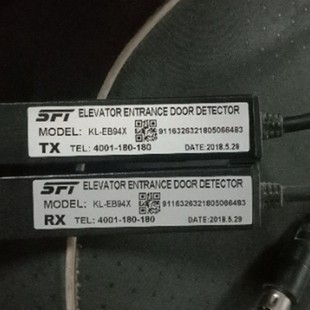 SFT ELEVATOR ENTRANCE DOOR DETECTOR
MODEL: KL-EB94X 9116326321805066483
TX TEL: 4001-180-180 DATE:2018.5.29
SFT ELEVATOR ENTRANCE DOOR DETECTOR
MODEL: KL-EB94X 9116326321805066483
RX TEL: 4001-180-180 DATE:2018.5.29